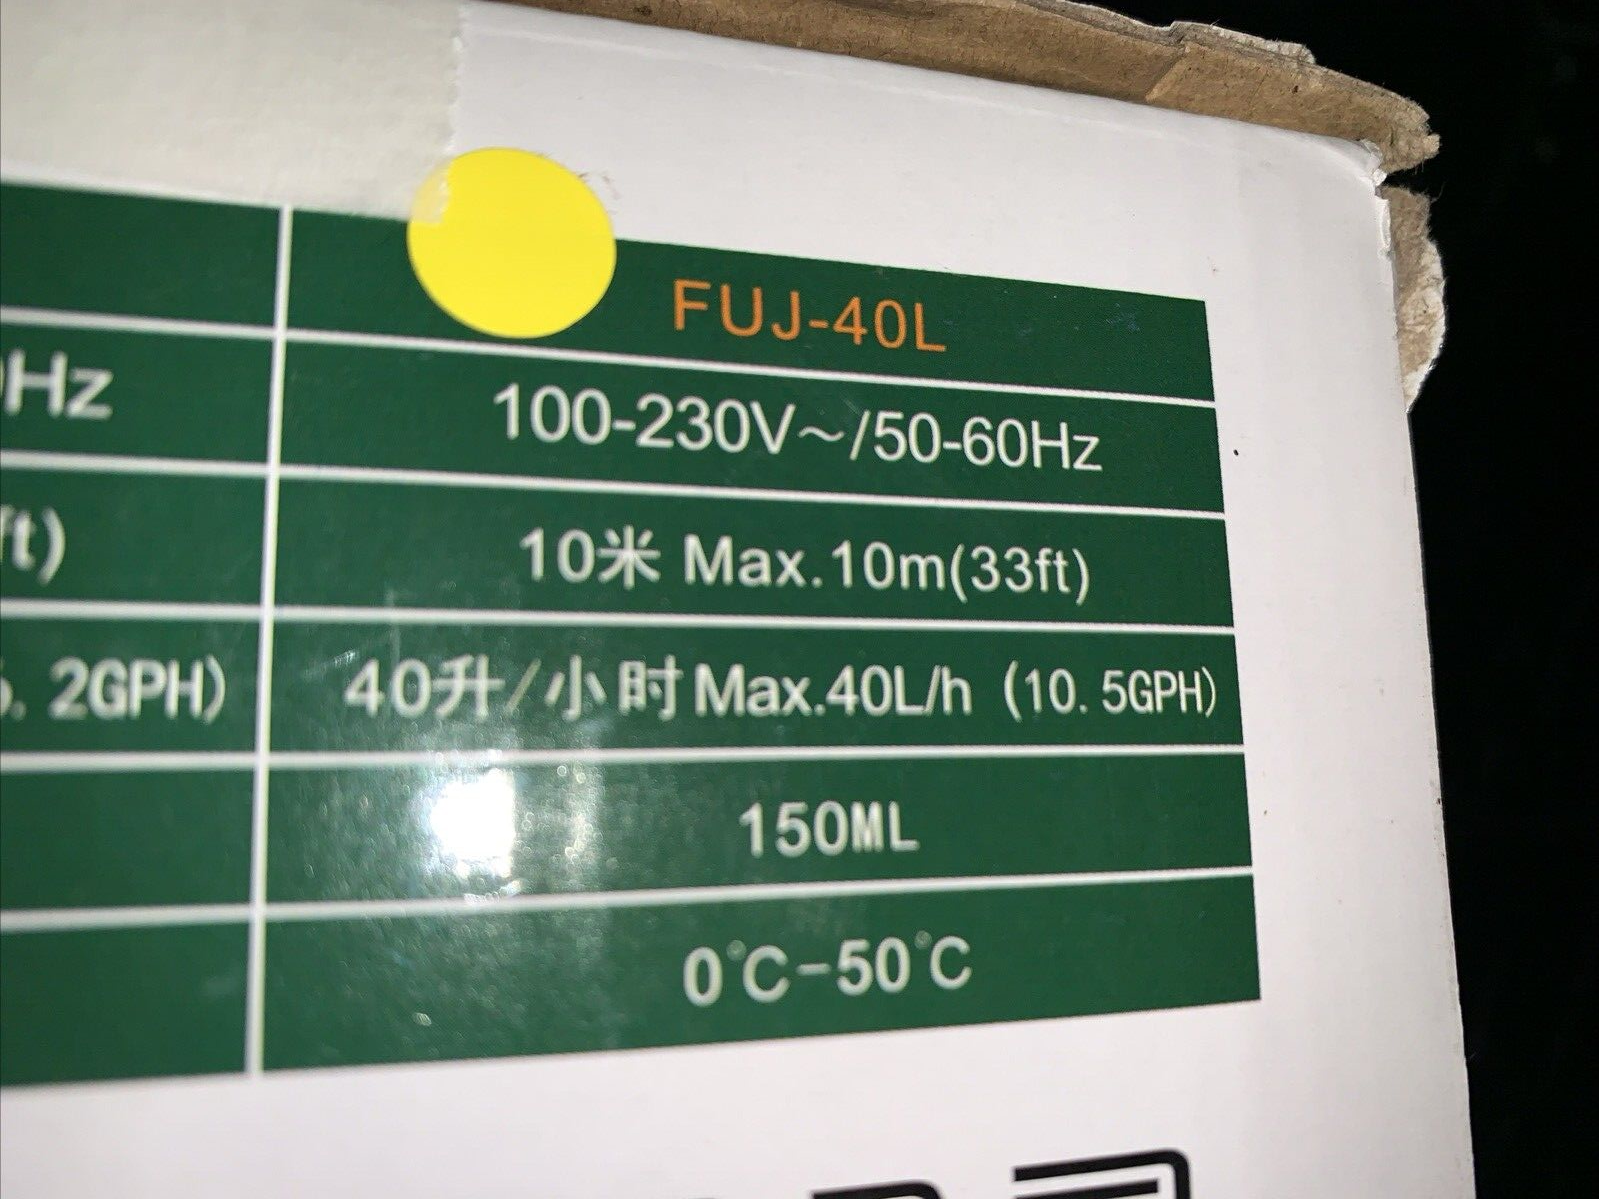 FUJ-40L
Hz 100-230V～/50-60Hz
ft) 10米 Max.10m(33ft)
. 2GPH) 40升/小时 Max.40L/h (10. 5GPH)
150ML
0℃-50℃